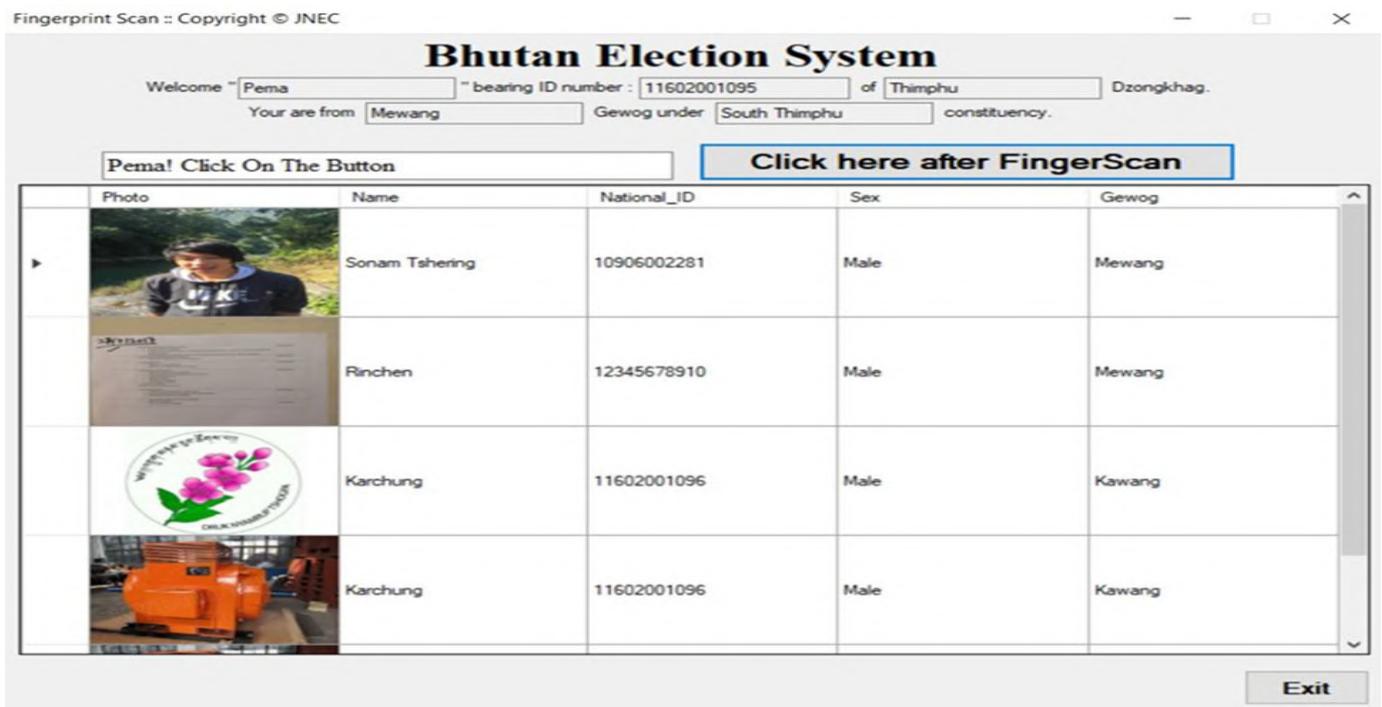 Fingerprint Scan :: Copyright © JNEC
Bhutan Election System
Welcome " Pema " bearing ID number : 11602001095 of Thimphu Dzongkhag.
Your are from Mewang Gewog under South Thimphu constituency.
Pema! Click On The Button Click here after FingerScan
Photo Name National_ID Sex Gewog
Sonam Tshering 10906002281 Male Mewang
Rinchen 12345678910 Male Mewang
Karchung 11602001096 Male Kawang
Karchung 11602001096 Male Kawang
Exit